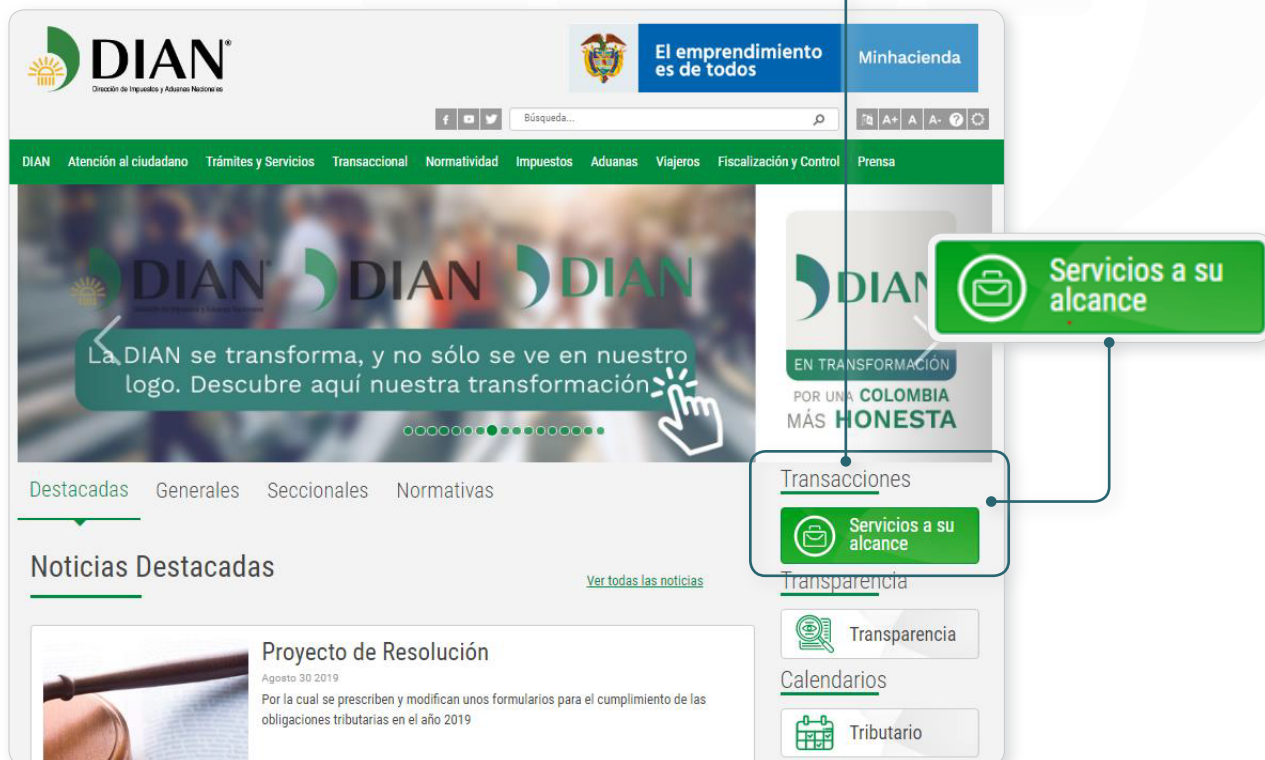 DIAN®
Dirección de Impuestos y Aduanas Nacionales
El emprendimiento
es de todos
Minhacienda
Búsqueda...
A+ A A- ?
DIAN Atención al ciudadano Trámites y Servicios Transaccional Normatividad Impuestos Aduanas Viajeros Fiscalización y Control Prensa
DIAN DIAN DIAN
La DIAN se transforma, y no sólo se ve en nuestro
logo. Descubre aquí nuestra transformación
DIAN
EN TRANSFORMACIÓN
POR UNA COLOMBIA
MÁS HONESTA
Servicios a su
alcance
Destacadas Generales Seccionales Normativas
Transacciones
Servicios a su
alcance
Noticias Destacadas
Ver todas las noticias
Transparencia
Transparencia
Proyecto de Resolución
Agosto 30 2019
Por la cual se prescriben y modifican unos formularios para el cumplimiento de las
obligaciones tributarias en el año 2019
Calendarios
Tributario